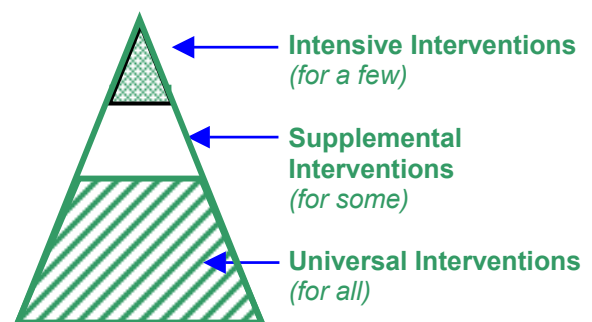 Intensive Interventions
(for a few)
Supplemental
Interventions
(for some)
Universal Interventions
(for all)